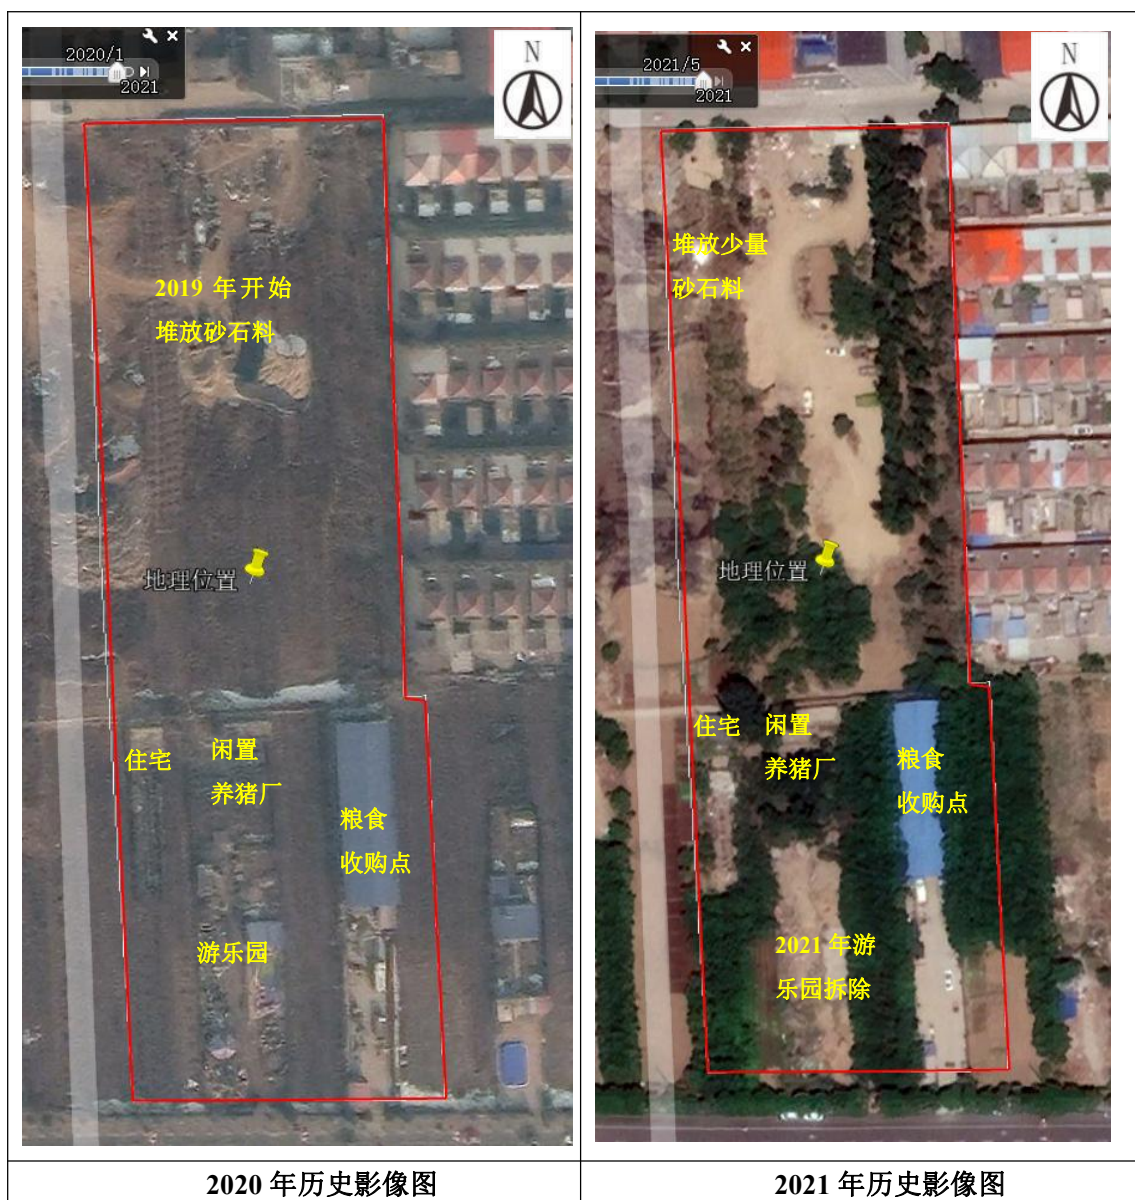 2020/1
2021
N
2019 年开始
堆放砂石料
地理位置
住宅
闲置
养猪厂
粮食
收购点
游乐园
2020 年历史影像图
2021/5
2021
N
堆放少量
砂石料
地理位置
住宅
闲置
养猪厂
粮食
收购点
2021 年游
乐园拆除
2021 年历史影像图